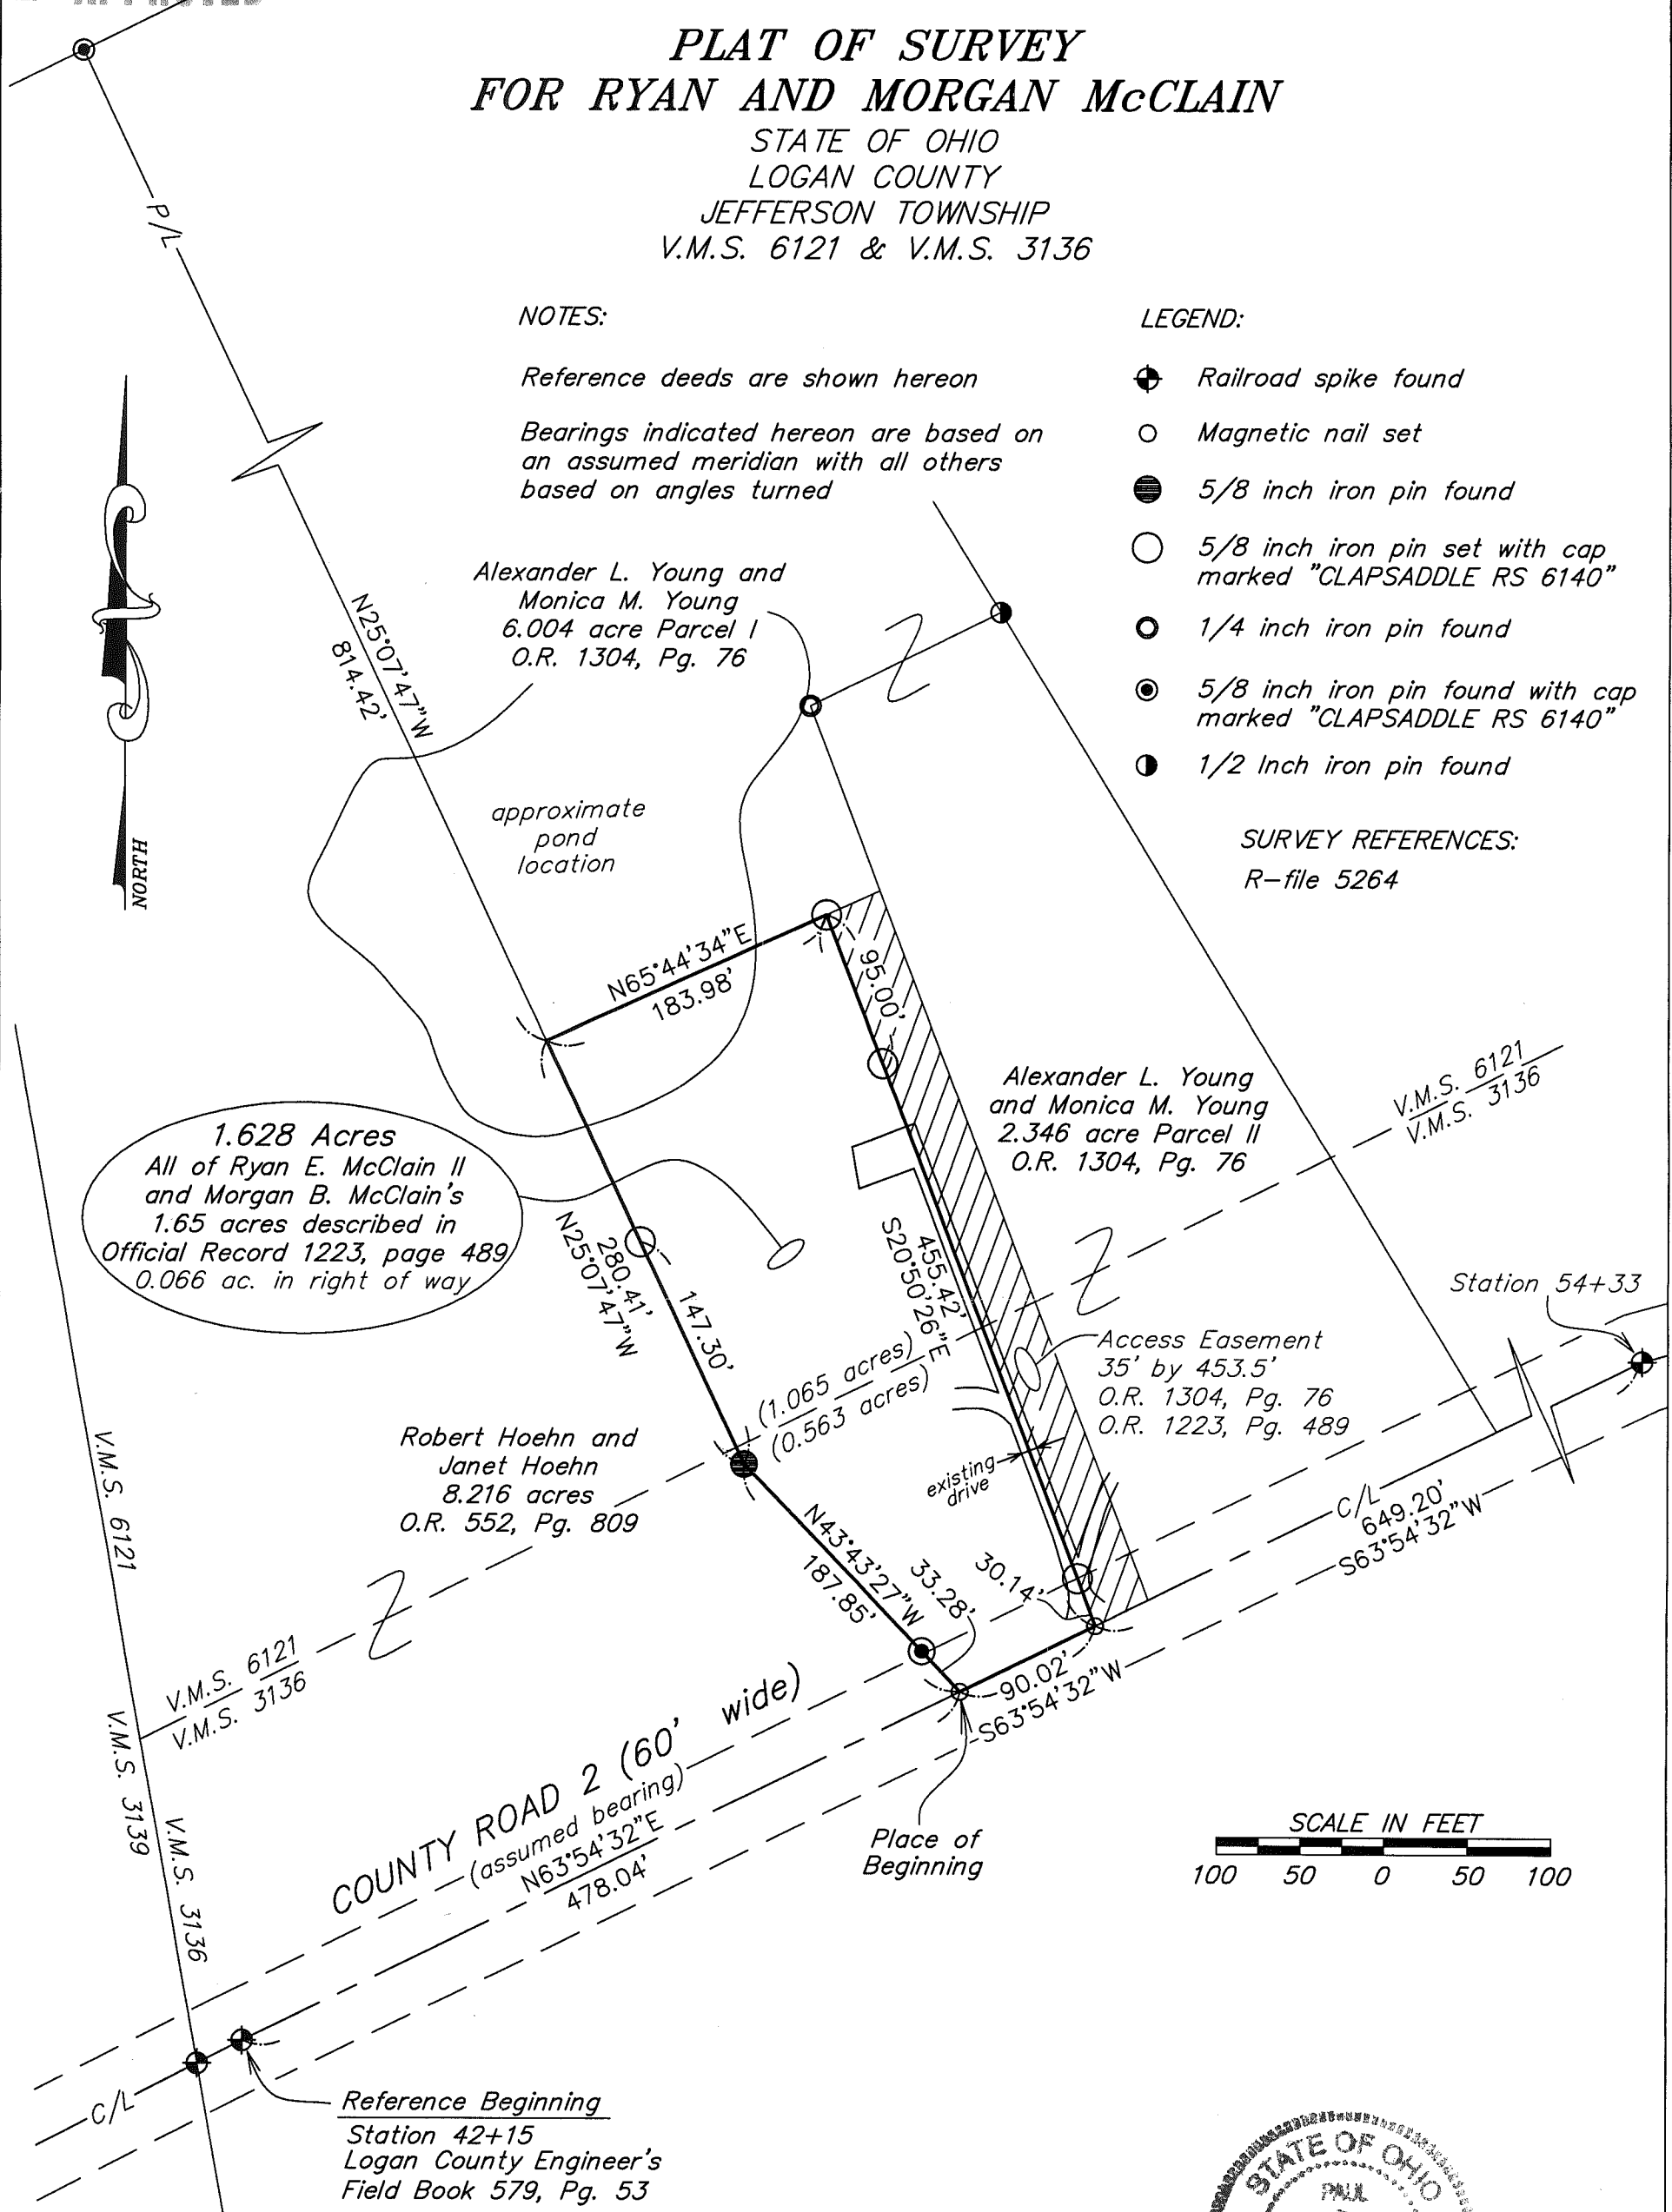 PLAT OF SURVEY
FOR RYAN AND MORGAN McCLAIN
STATE OF OHIO
LOGAN COUNTY
JEFFERSON TOWNSHIP
V.M.S. 6121 & V.M.S. 3136
NOTES:
Reference deeds are shown hereon
Bearings indicated hereon are based on
an assumed meridian with all others
based on angles turned
LEGEND:
Railroad spike found
Magnetic nail set
5/8 inch iron pin found
5/8 inch iron pin set with cap
marked "CLAPSADDLE RS 6140"
1/4 inch iron pin found
5/8 inch iron pin found with cap
marked "CLAPSADDLE RS 6140"
1/2 Inch iron pin found
SURVEY REFERENCES:
R-file 5264
P/L
NORTH
N25°07'47"W
814.42'
Alexander L. Young and
Monica M. Young
6.004 acre Parcel I
O.R. 1304, Pg. 76
approximate
pond
location
N65°44'34"E
183.98'
95.00'
Alexander L. Young
and Monica M. Young
2.346 acre Parcel II
O.R. 1304, Pg. 76
V.M.S. 6121
V.M.S. 3136
1.628 Acres
All of Ryan E. McClain II
and Morgan B. McClain's
1.65 acres described in
Official Record 1223, page 489
0.066 ac. in right of way
280.41'
N25°07'47"W
147.30'
455.42'
S20°50'26"E
(1.065 acres)
(0.563 acres)
Station 54+33
Access Easement
35' by 453.5'
O.R. 1304, Pg. 76
O.R. 1223, Pg. 489
existing
drive
Robert Hoehn and
Janet Hoehn
8.216 acres
O.R. 552, Pg. 809
V.M.S. 6121
V.M.S. 3139
V.M.S. 3136
V.M.S. 6121
V.M.S. 3136
N43°43'27"W
187.85'
33.28'
30.14'
C/L
649.20'
S63°54'32"W
90.02'
S63°54'32"W
COUNTY ROAD 2 (60' wide)
(assumed bearing)
N63°54'32"E
478.04'
Place of
Beginning
SCALE IN FEET
100 50 0 50 100
C/L
Reference Beginning
Station 42+15
Logan County Engineer's
Field Book 579, Pg. 53
STATE OF OHIO
PAUL